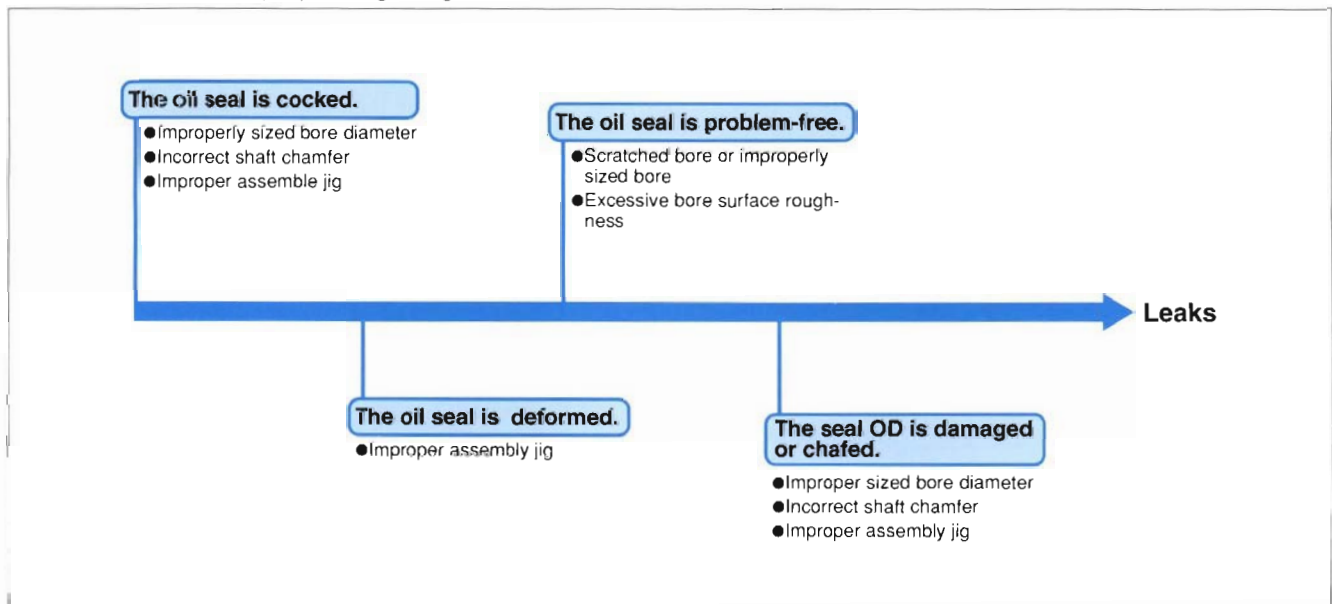 The oil seal is cocked.
●Improperly sized bore diameter
●Incorrect shaft chamfer
●Improper assemble jig
The oil seal is problem-free.
●Scratched bore or improperly
sized bore
●Excessive bore surface rough-
ness
Leaks
The oil seal is deformed.
●Improper assembly jig
The seal OD is damaged
or chafed.
●Improper sized bore diameter
●Incorrect shaft chamfer
●Improper assembly jig